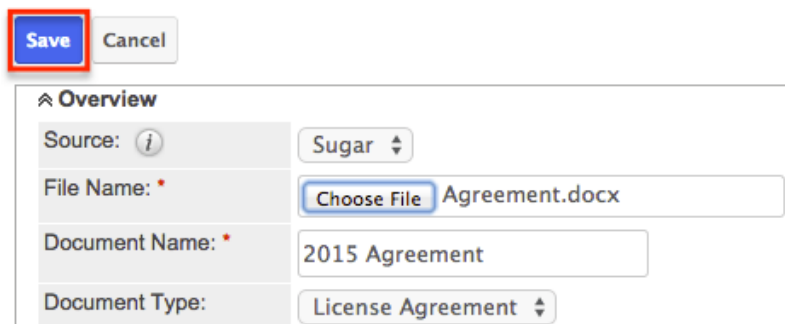 Save Cancel
Overview
Source: i Sugar
File Name: * Choose File Agreement.docx
Document Name: * 2015 Agreement
Document Type: License Agreement